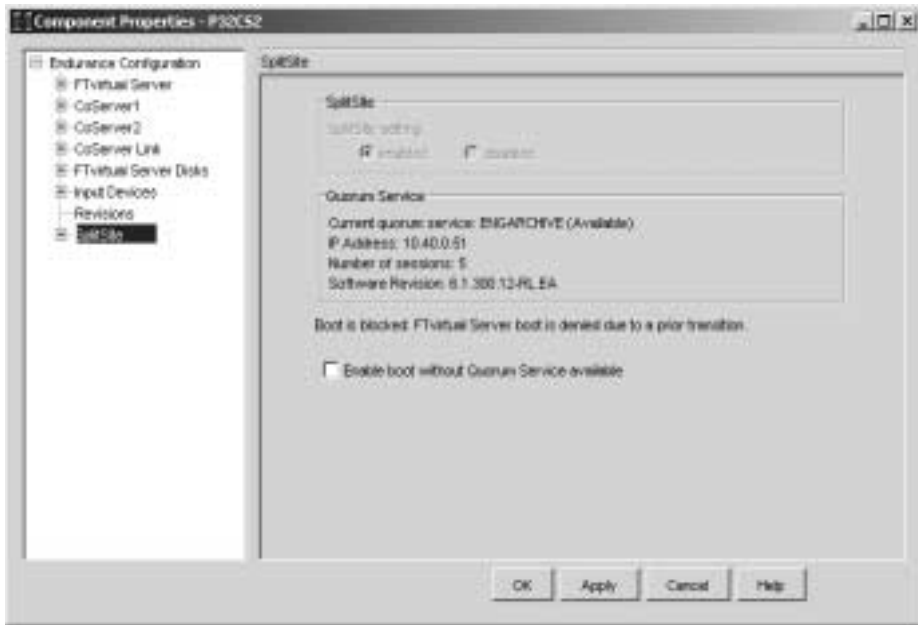 Component Properties - P32CS2
Endurance Configuration
FTvirtual Server
CoServer1
CoServer2
CoServer Link
FTvirtual Server Disks
Input Devices
Revisions
SplitSite
SplitSite
SplitSite
SplitSite setting
enabled disabled
Quorum Service
Current quorum service: ENGARCHIVE (Available)
IP Address: 10.40.0.51
Number of sessions: 5
Software Revision: 6.1.300.12-RL EA
Boot is blocked: FTvirtual Server boot is denied due to a prior transition.
Enable boot without Quorum Service available
OK Apply Cancel Help